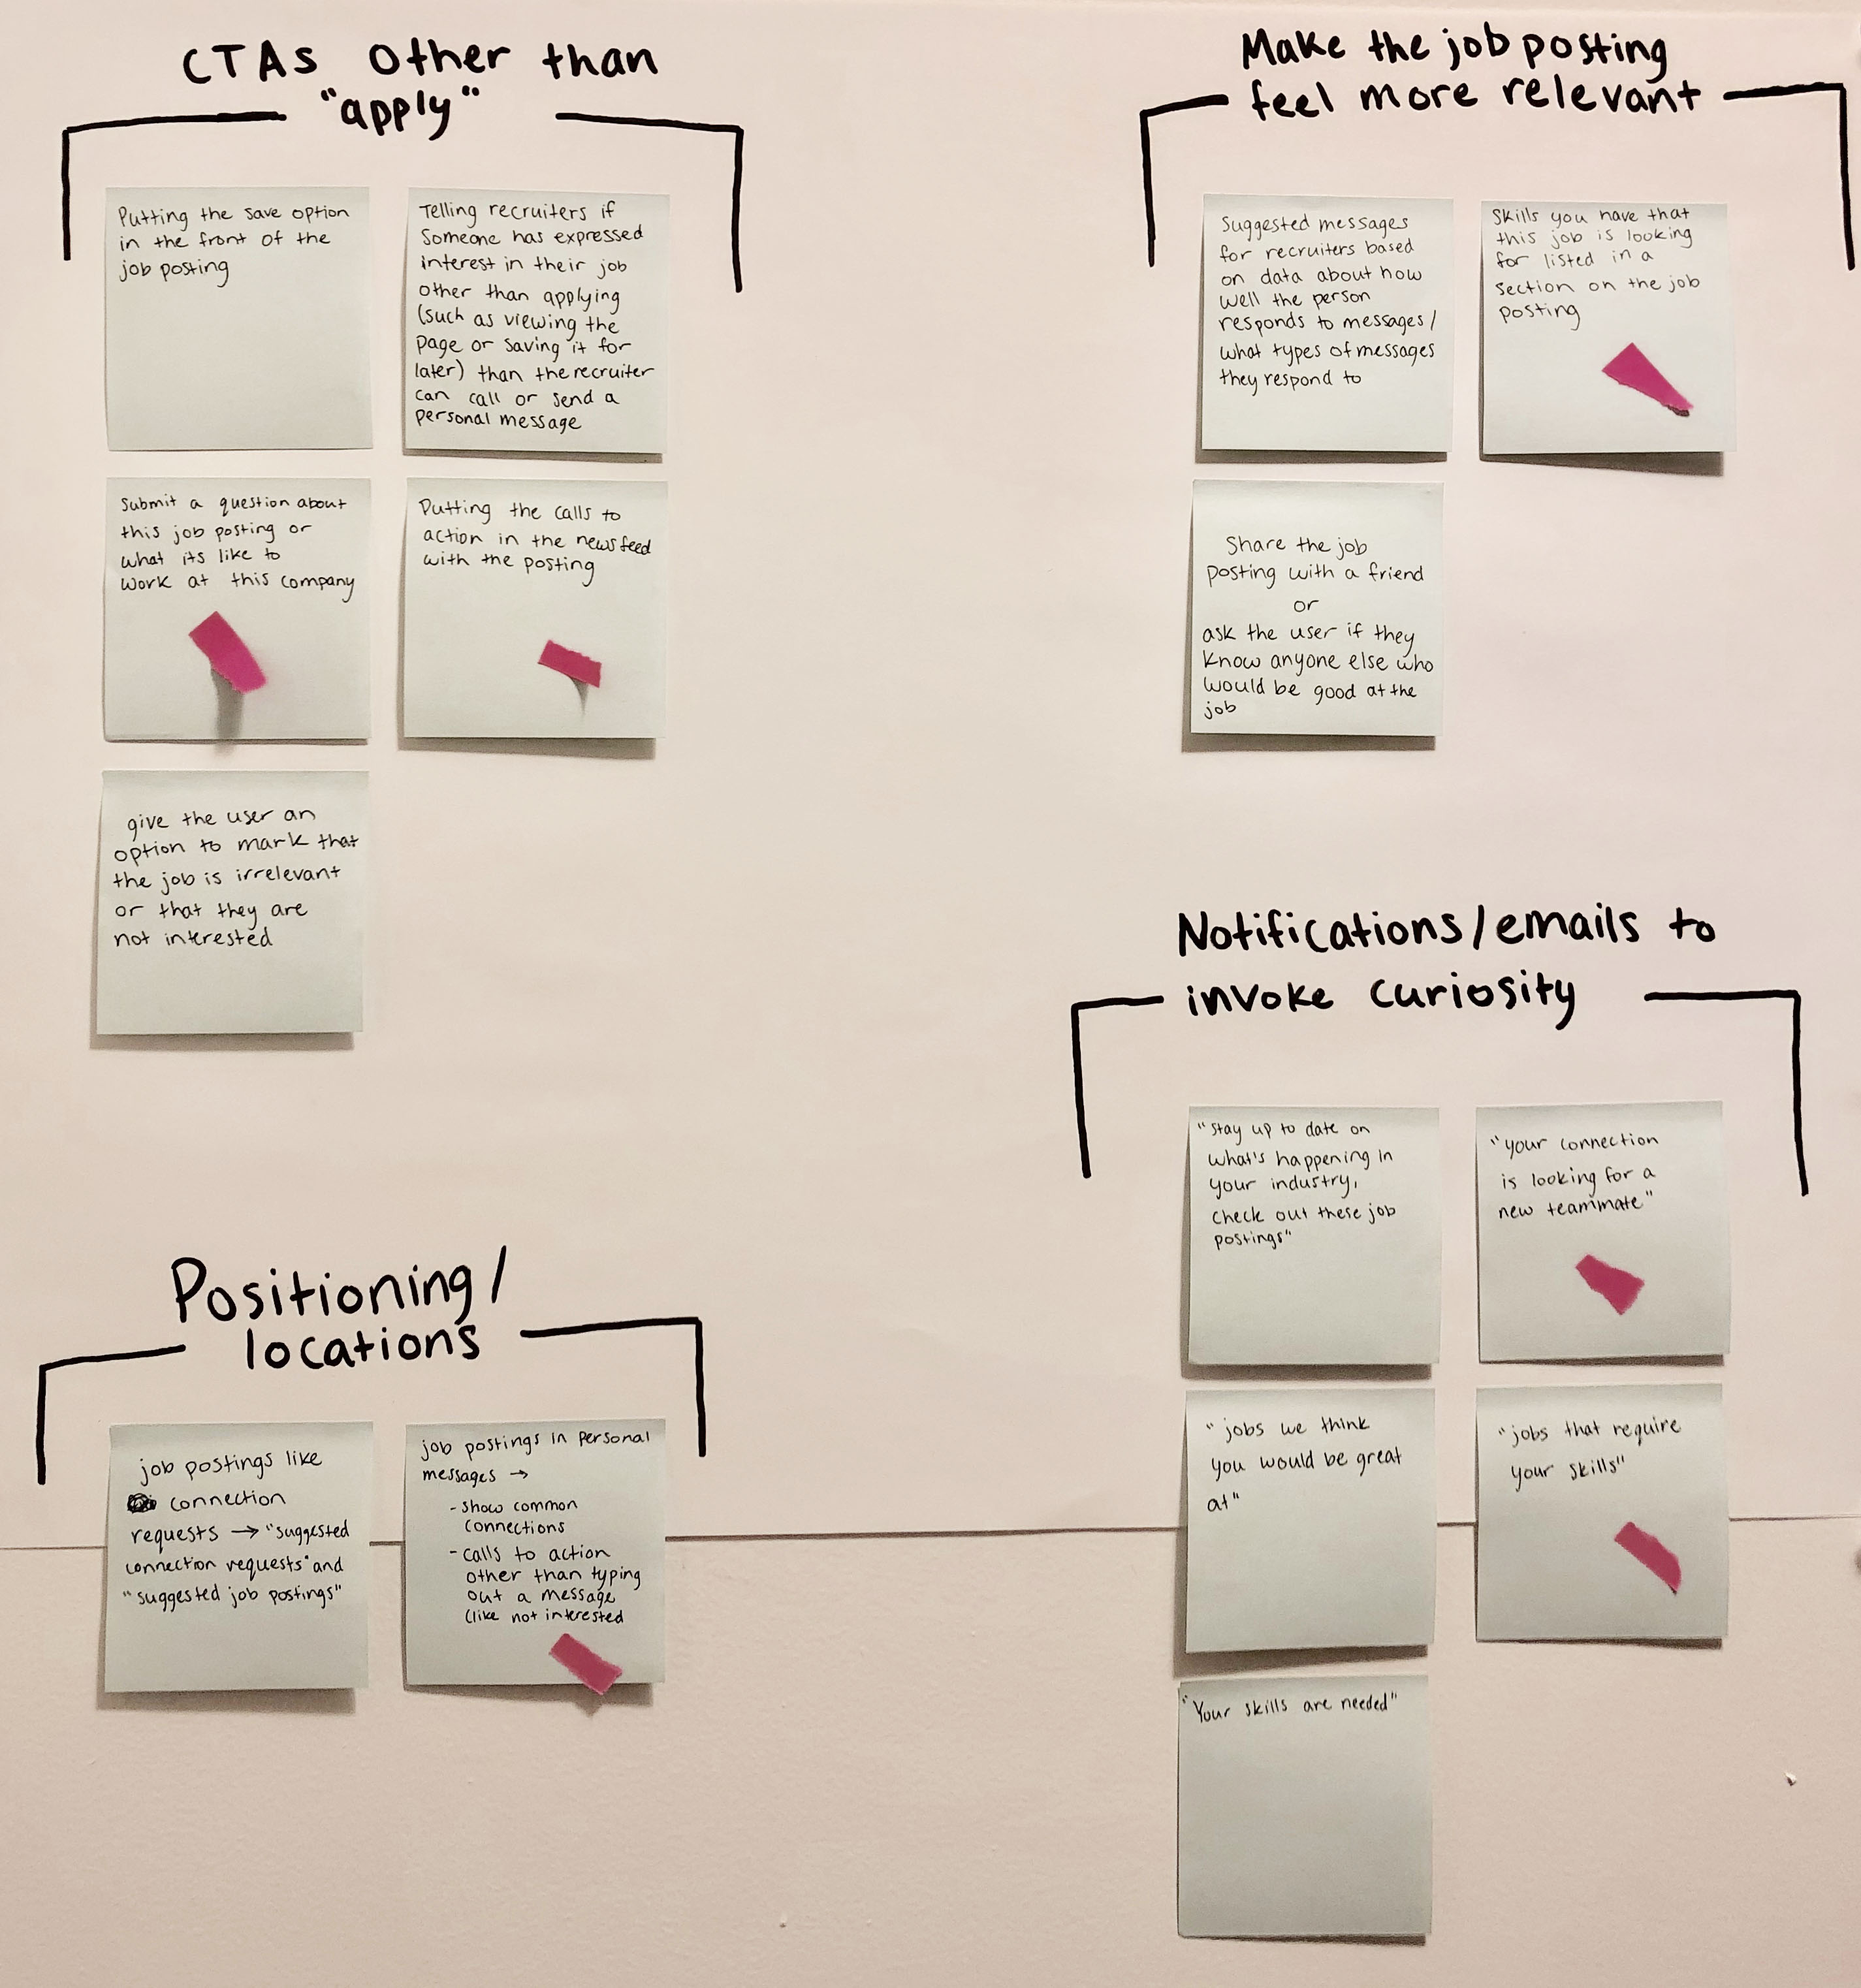 CTAs other than
"apply"
Putting the save option
in the front of the
job posting
Telling recruiters if
someone has expressed
interest in their job
other than applying
(such as viewing the
page or saving it for
later) than the recruiter
can call or send a
personal message
Submit a question about
this job posting or
what its like to
work at this company
Putting the calls to
action in the newsfeed
with the posting
give the user an
option to mark that
the job is irrelevant
or that they are
not interested
Make the job posting
feel more relevant
Suggested messages
for recruiters based
on data about how
well the person
responds to messages/
what types of messages
they respond to
Skills you have that
this job is looking
for listed in a
section on the job
posting
Share the job
posting with a friend
or
ask the user if they
know anyone else who
would be good at the
job
Positioning/
locations
job postings like
connection
requests → "suggested
connection requests" and
"suggested job postings"
job postings in personal
messages →
- show common
connections
- calls to action
other than typing
out a message
(like not interested
Notifications/emails to
invoke curiosity
"stay up to date on
what's happening in
your industry,
check out these job
postings"
"your connection
is looking for a
new teammate"
"jobs we think
you would be great
at"
"jobs that require
your skills"
"Your skills are needed"